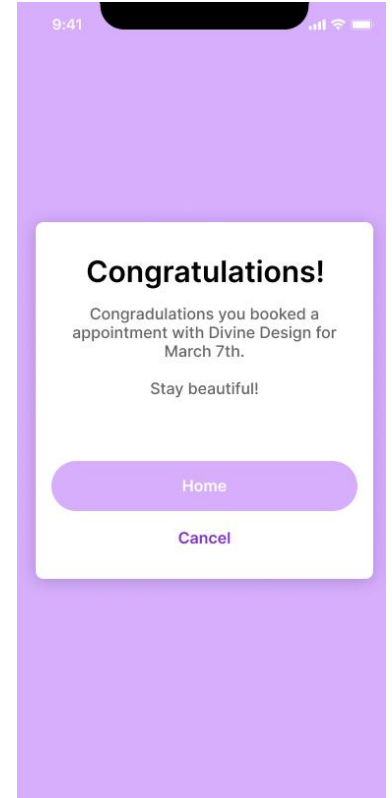 9:41
Congratulations!
Congradulations you booked a
appointment with Divine Design for
March 7th.
Stay beautiful!
Home
Cancel